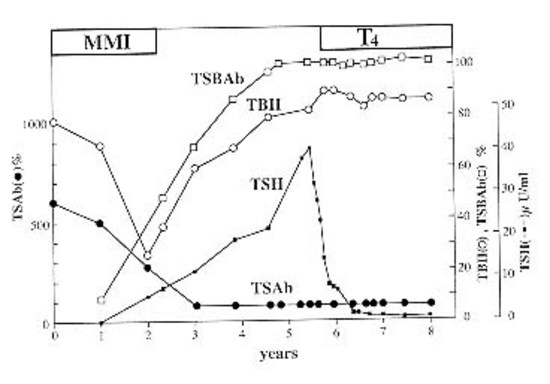 MMI
T4
TSBAb
TBII
TSH
TSAb
TSAb(●)%
1000
500
0
TBII(○), TSBAb(□) %
100
80
60
40
20
0
TSH(-■-)μ U/ml
50
40
30
20
10
0
0 1 2 3 4 5 6 7 8
years